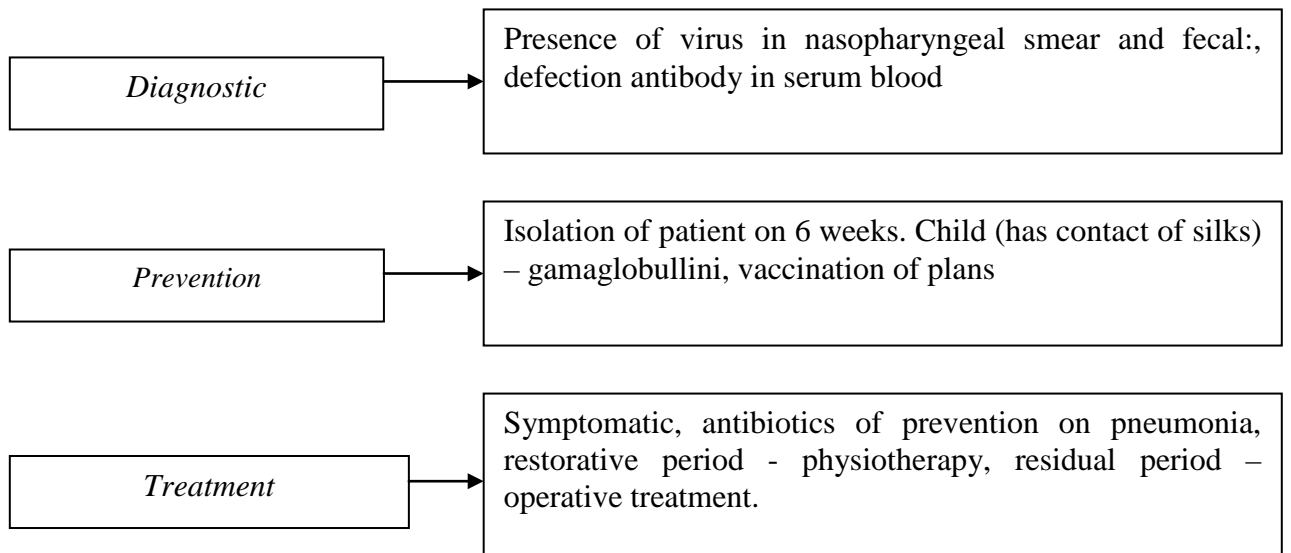 Diagnostic
Presence of virus in nasopharyngeal smear and fecal:,
defection antibody in serum blood
Prevention
Isolation of patient on 6 weeks. Child (has contact of silks)
– gamaglobullini, vaccination of plans
Treatment
Symptomatic, antibiotics of prevention on pneumonia,
restorative period - physiotherapy, residual period –
operative treatment.